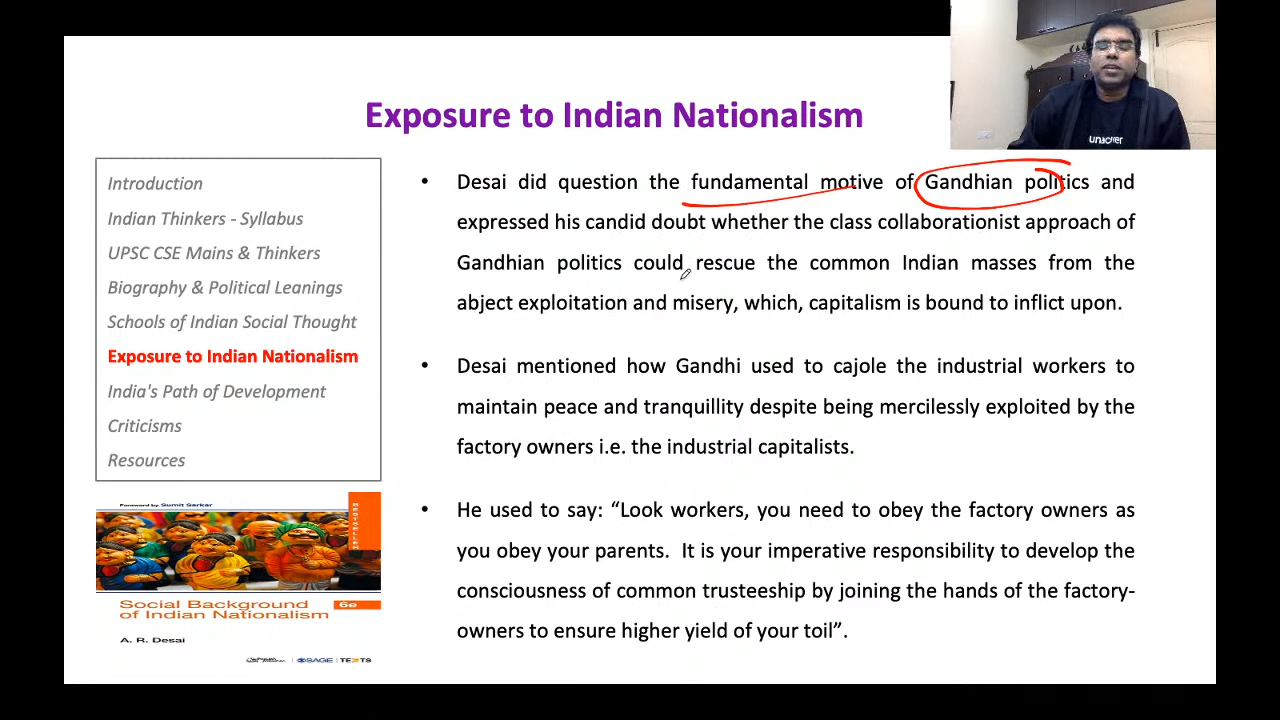 unac
Exposure to Indian Nationalism
Introduction
Indian Thinkers - Syllabus
UPSC CSE Mains & Thinkers
Biography & Political Leanings
Schools of Indian Social Thought
Exposure to Indian Nationalism
India's Path of Development
Criticisms
Resources
Foreword by Sumit Sarkar
Social Background
of Indian Nationalism
6e
A. R. Desai
SAGE | TEXTS
• Desai did question the fundamental motive of Gandhian politics and
expressed his candid doubt whether the class collaborationist approach of
Gandhian politics could rescue the common Indian masses from the
abject exploitation and misery, which, capitalism is bound to inflict upon.
• Desai mentioned how Gandhi used to cajole the industrial workers to
maintain peace and tranquillity despite being mercilessly exploited by the
factory owners i.e. the industrial capitalists.
• He used to say: “Look workers, you need to obey the factory owners as
you obey your parents. It is your imperative responsibility to develop the
consciousness of common trusteeship by joining the hands of the factory-
owners to ensure higher yield of your toil”.